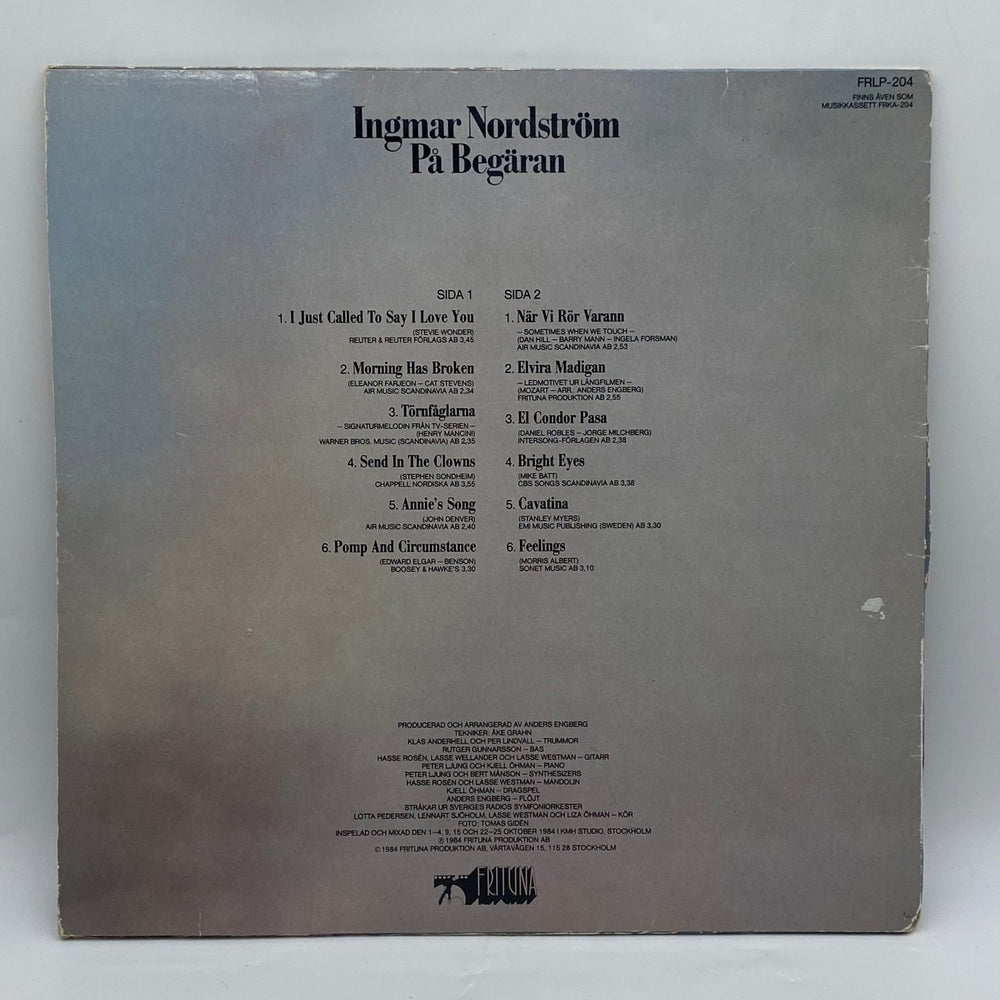 FRLP-204
FINNS ÄVEN SOM
MUSIKKASSETT FRKA-204
Ingmar Nordström
På Begäran
SIDA 1
1. I Just Called To Say I Love You
(STEVIE WONDER)
REUTER & REUTER FÖRLAGS AB 3,45
2. Morning Has Broken
(ELEANOR FARJEON – CAT STEVENS)
AIR MUSIC SCANDINAVIA AB 2,34
3. Törnfåglarna
– SIGNATURMELODIN FRÅN TV-SERIEN –
(HENRY MANCINI)
WARNER BROS. MUSIC (SCANDINAVIA) AB 2,35
4. Send In The Clowns
(STEPHEN SONDHEIM)
CHAPPELL NORDISKA AB 3,55
5. Annie's Song
(JOHN DENVER)
AIR MUSIC SCANDINAVIA AB 2,40
6. Pomp And Circumstance
(EDWARD ELGAR – BENSON)
BOOSEY & HAWKE'S 3.30
SIDA 2
1. När Vi Rör Varann
– SOMETIMES WHEN WE TOUCH –
(DAN HILL – BARRY MANN – INGELA FORSMAN)
AIR MUSIC SCANDINAVIA AB 2,53
2. Elvira Madigan
– LEDMOTIVET UR LÅNGFILMEN –
(MOZART – ARR.: ANDERS ENGBERG)
FRITUNA PRODUKTION AB 2,55
3. El Condor Pasa
(DANIEL ROBLES – JORGE MILCHBERG)
INTERSONG-FÖRLAGEN AB 2,38
4. Bright Eyes
(MIKE BATT)
CBS SONGS SCANDINAVIA AB 3,38
5. Cavatina
(STANLEY MYERS)
EMI MUSIC PUBLISHING (SWEDEN) AB 3,30
6. Feelings
(MORRIS ALBERT)
SONET MUSIC AB 3,10
PRODUCERAD OCH ARRANGERAD AV ANDERS ENGBERG
TEKNIKER: ÅKE GRAHN
KLAS ANDERHELL OCH PER LINDVALL – TRUMMOR
RUTGER GUNNARSSON – BAS
HASSE ROSÉN, LASSE WELLANDER OCH LASSE WESTMAN – GITARR
PETER LJUNG OCH KJELL ÖHMAN – PIANO
PETER LJUNG OCH BERT MÅNSON – SYNTHESIZERS
HASSE ROSÉN OCH LASSE WESTMAN – MANDOLIN
KJELL ÖHMAN – DRAGSPEL
ANDERS ENGBERG – FLÖJT
STRÅKAR UR SVERIGES RADIOS SYMFONIORKESTER
LOTTA PEDERSEN, LENNART SJÖHOLM, LASSE WESTMAN OCH LIZA ÖHMAN – KÖR
FOTO: TOMAS GIDÉN
INSPELAD OCH MIXAD DEN 1–4, 9, 15 OCH 22–25 OKTOBER 1984 I KMH STUDIO, STOCKHOLM
℗ 1984 FRITUNA PRODUKTION AB
© 1984 FRITUNA PRODUKTION AB, VÄRTAVÄGEN 15, 115 28 STOCKHOLM
FRITUNA